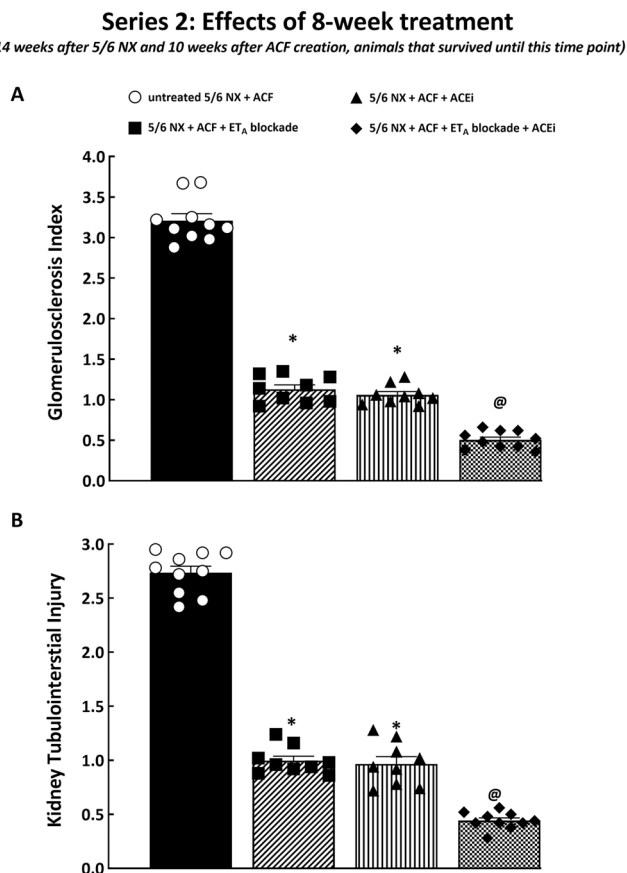 Series 2: Effects of 8-week treatment
14 weeks after 5/6 NX and 10 weeks after ACF creation, animals that survived until this time point)
A
untreated 5/6 NX + ACF
5/6 NX + ACF + ACEi
5/6 NX + ACF + ETA blockade
5/6 NX + ACF + ETA blockade + ACEi
Glomerulosclerosis Index
4.0
3.5
3.0
2.5
2.0
1.5
1.0
0.5
0.0
*
*
@
B
Kidney Tubulointerstial Injury
3.0
2.5
2.0
1.5
1.0
0.5
0.0
*
*
@